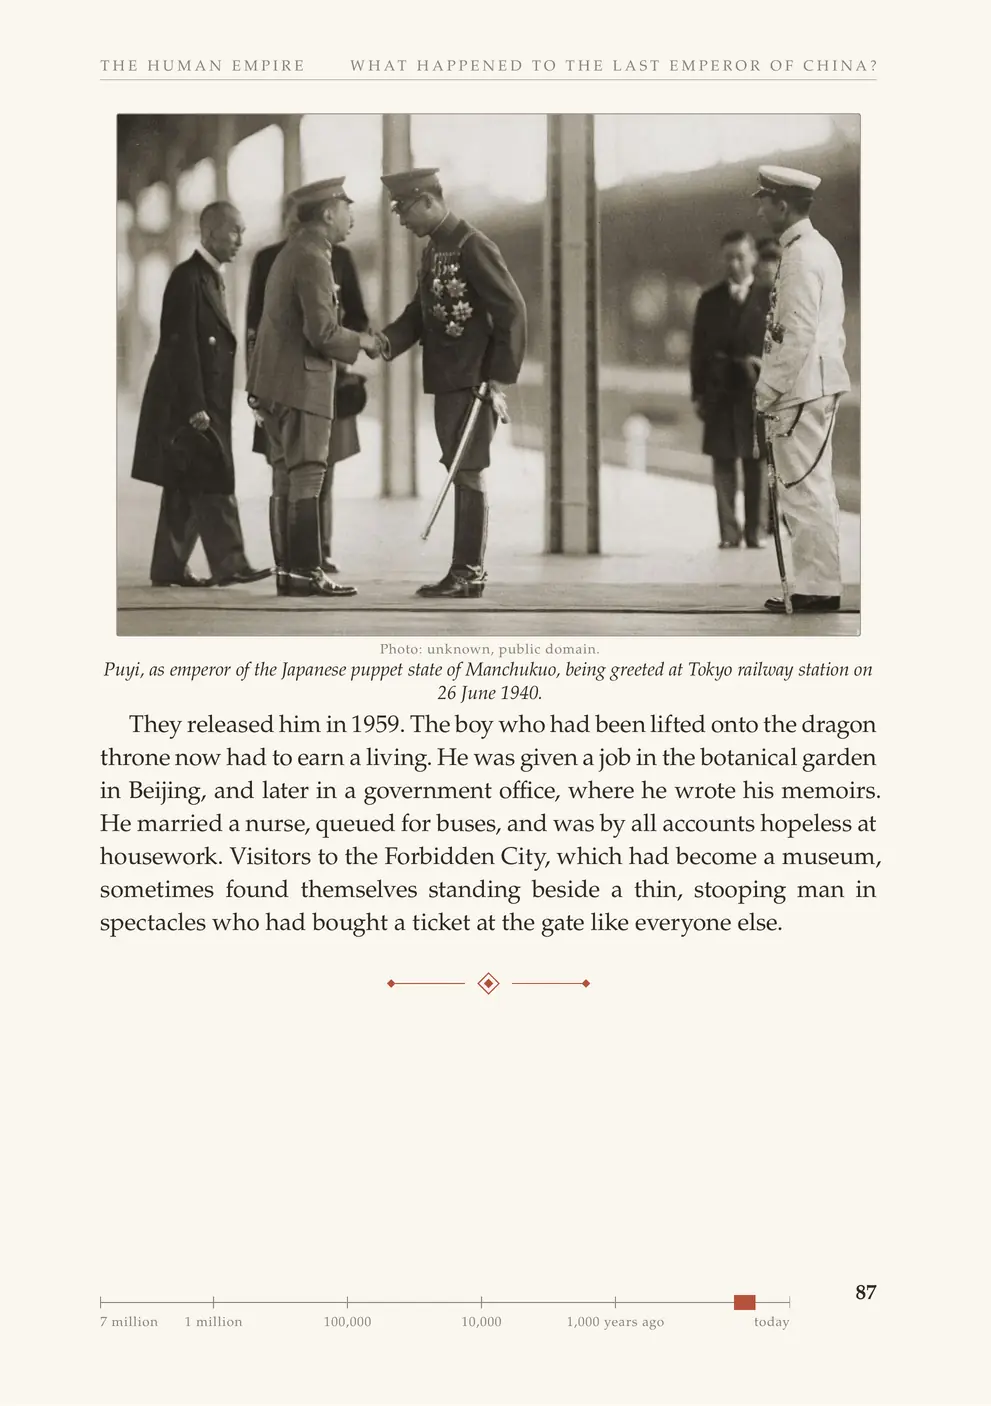 THE HUMAN EMPIRE WHAT HAPPENED TO THE LAST EMPEROR OF CHINA?
Photo: unknown, public domain.
Puyi, as emperor of the Japanese puppet state of Manchukuo, being greeted at Tokyo railway station on
26 June 1940.
They released him in 1959. The boy who had been lifted onto the dragon
throne now had to earn a living. He was given a job in the botanical garden
in Beijing, and later in a government office, where he wrote his memoirs.
He married a nurse, queued for buses, and was by all accounts hopeless at
housework. Visitors to the Forbidden City, which had become a museum,
sometimes found themselves standing beside a thin, stooping man in
spectacles who had bought a ticket at the gate like everyone else.
87
7 million 1 million 100,000 10,000 1,000 years ago today